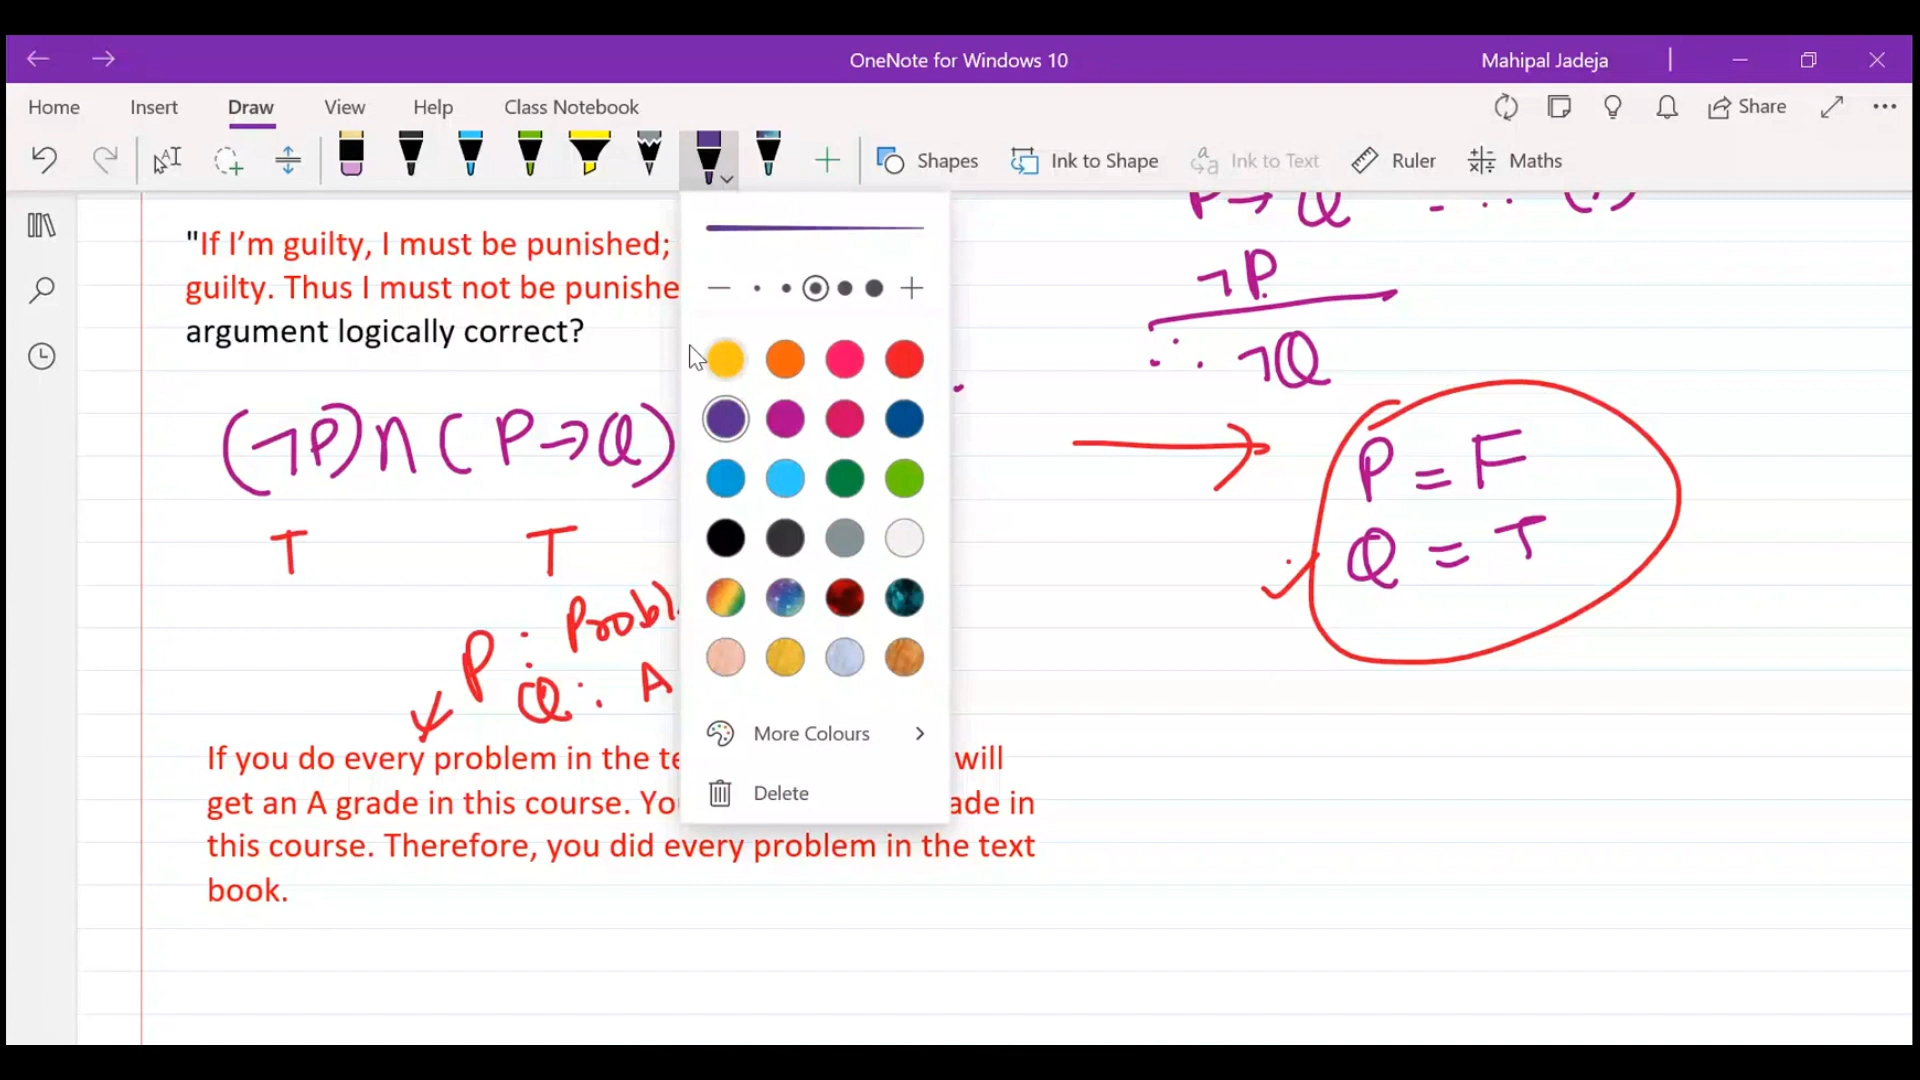 OneNote for Windows 10
Mahipal Jadeja
Home Insert Draw View Help Class Notebook
Share
Shapes Ink to Shape Ink to Text Ruler Maths
"If I'm guilty, I must be punished;
guilty. Thus I must not be punishe
argument logically correct?
P→Q
¬P
∴ ¬Q
(¬P)∩(P→Q)
P = F
Q = T
T T
P : Probl
Q : A
If you do every problem in the te will
get an A grade in this course. Yo ade in
this course. Therefore, you did every problem in the text
book.
More Colours
Delete